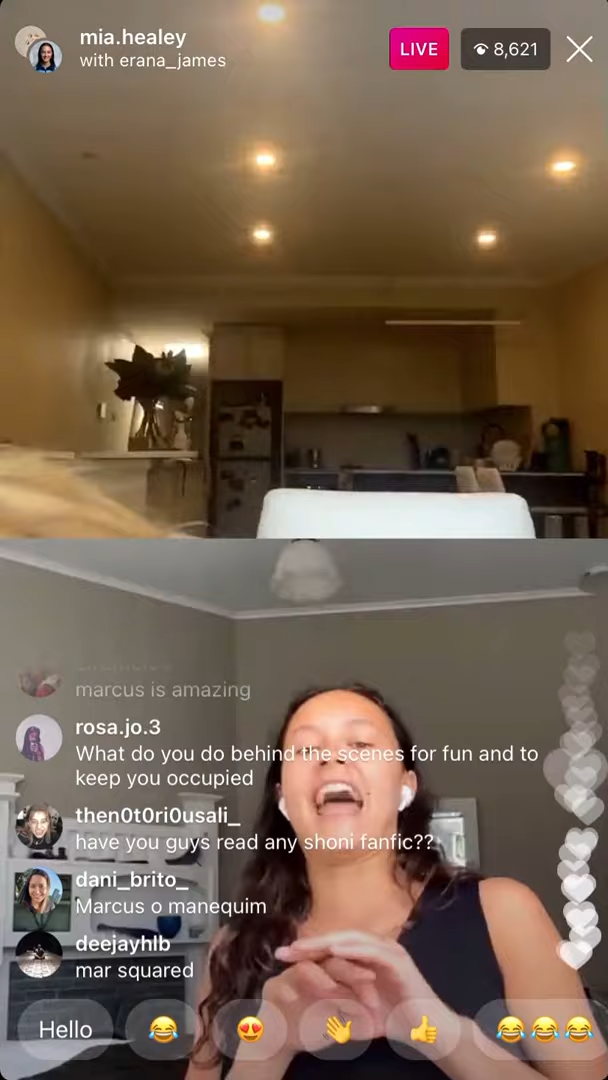 mia.healey
LIVE
8,621
with erana_james
marcus is amazing
rosa.jo.3
What do you do behind the scenes for fun and to
keep you occupied
then0t0ri0usali_
have you guys read any shoni fanfic??
dani_brito_
Marcus o manequim
deejayhlb
mar squared
Hello 😂 😍 👋 👍 😂😂😂